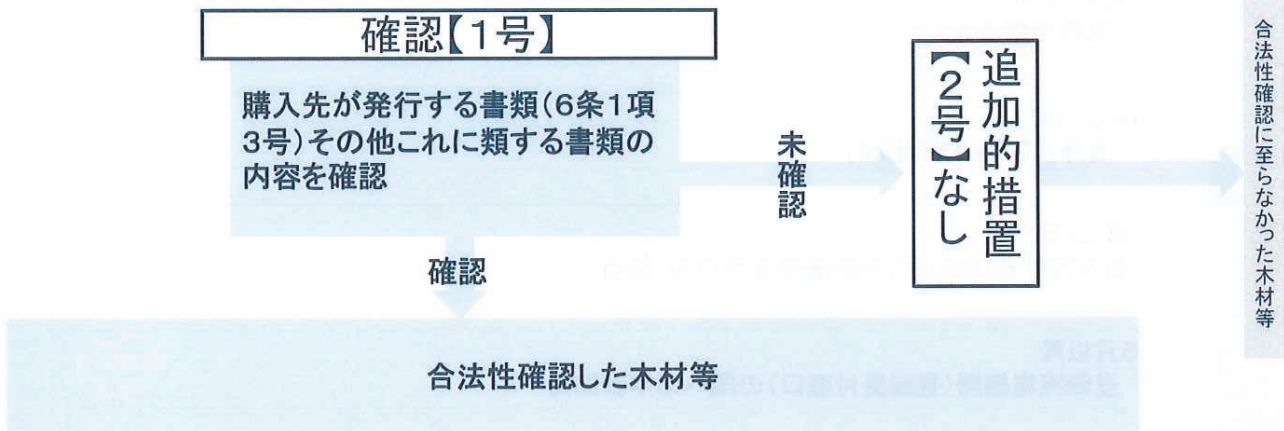 確認【1号】
購入先が発行する書類(6条1項
3号)その他これに類する書類の
内容を確認
未確認
追加的措置
【2号】なし
合法性確認に至らなかった木材等
確認
合法性確認した木材等